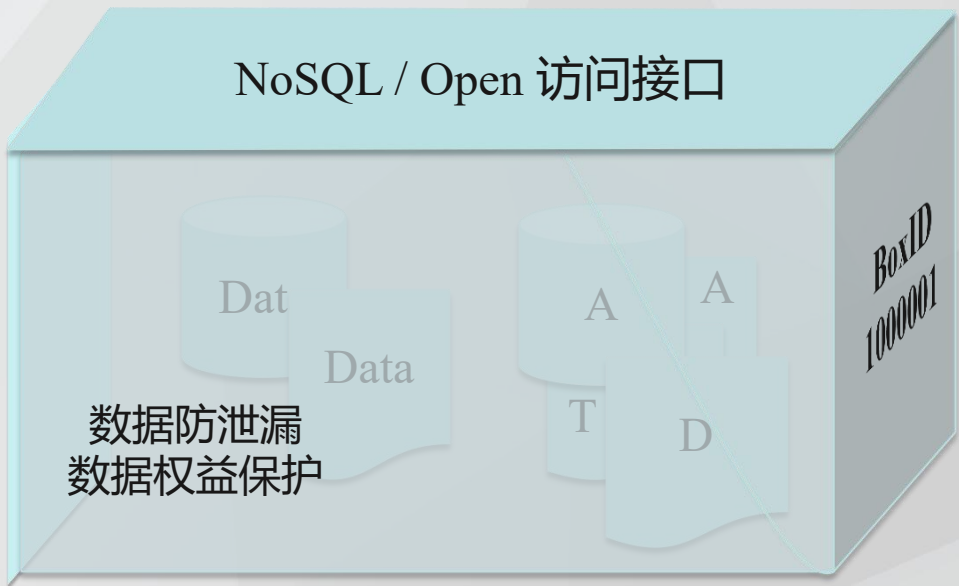 NoSQL / Open 访问接口
Dat
Data
A
A
T
D
数据防泄漏
数据权益保护
BoxID
1000001